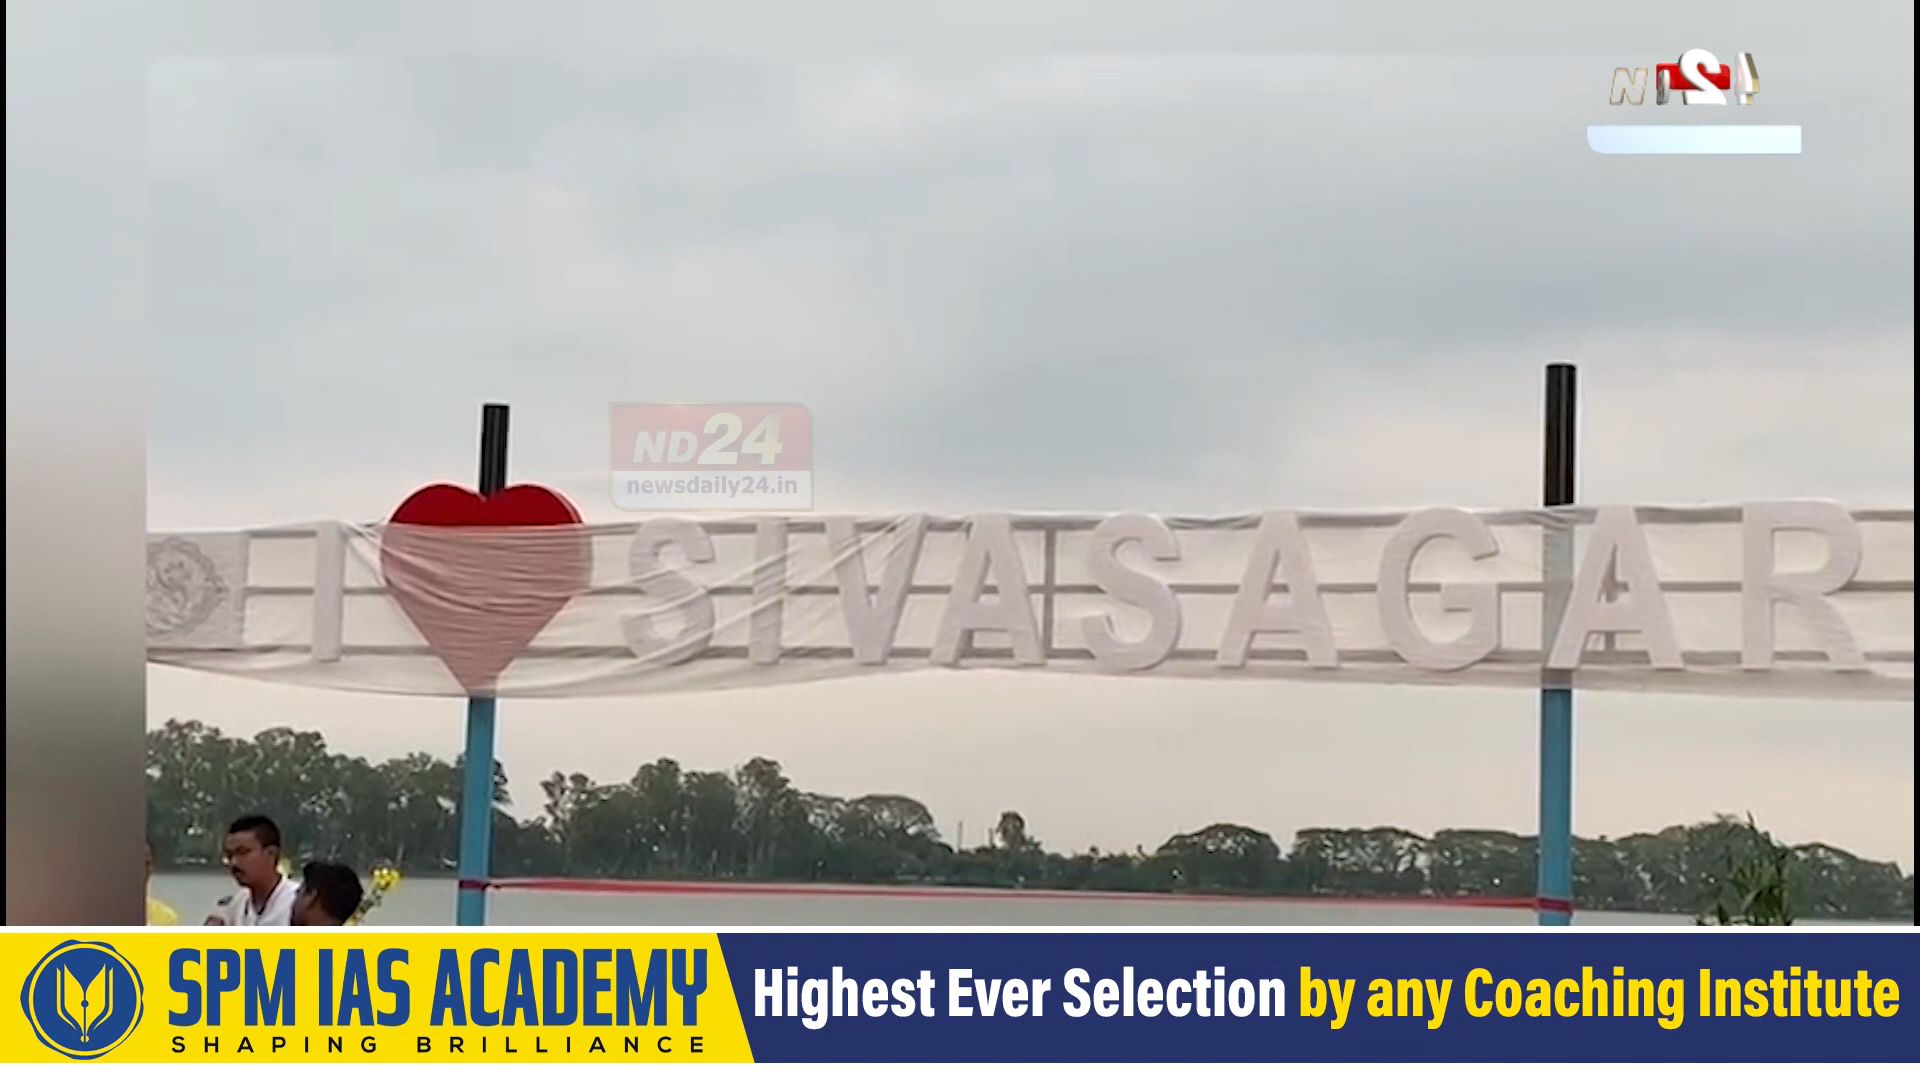 ND24
newsdaily24.in
I SIVASAGAR
SPM IAS ACADEMY
SHAPING BRILLIANCE
Highest Ever Selection by any Coaching Institute